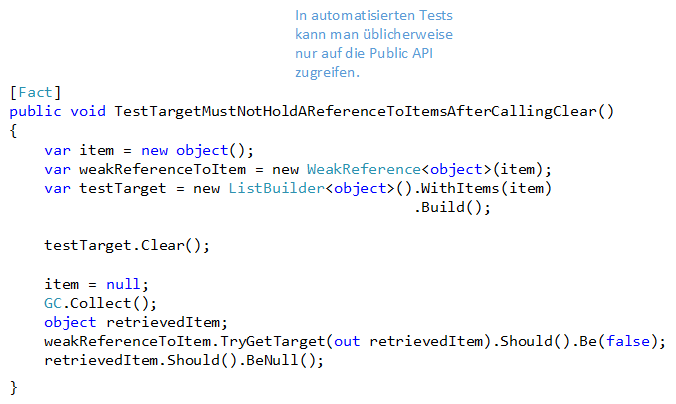 In automatisierten Tests
kann man üblicherweise
nur auf die Public API
zugreifen.
[Fact]
public void TestTargetMustNotHoldAReferenceToItemsAfterCallingClear()
{
    var item = new object();
    var weakReferenceToItem = new WeakReference<object>(item);
    var testTarget = new ListBuilder<object>().WithItems(item)
                                              .Build();

    testTarget.Clear();

    item = null;
    GC.Collect();
    object retrievedItem;
    weakReferenceToItem.TryGetTarget(out retrievedItem).Should().Be(false);
    retrievedItem.Should().BeNull();
}